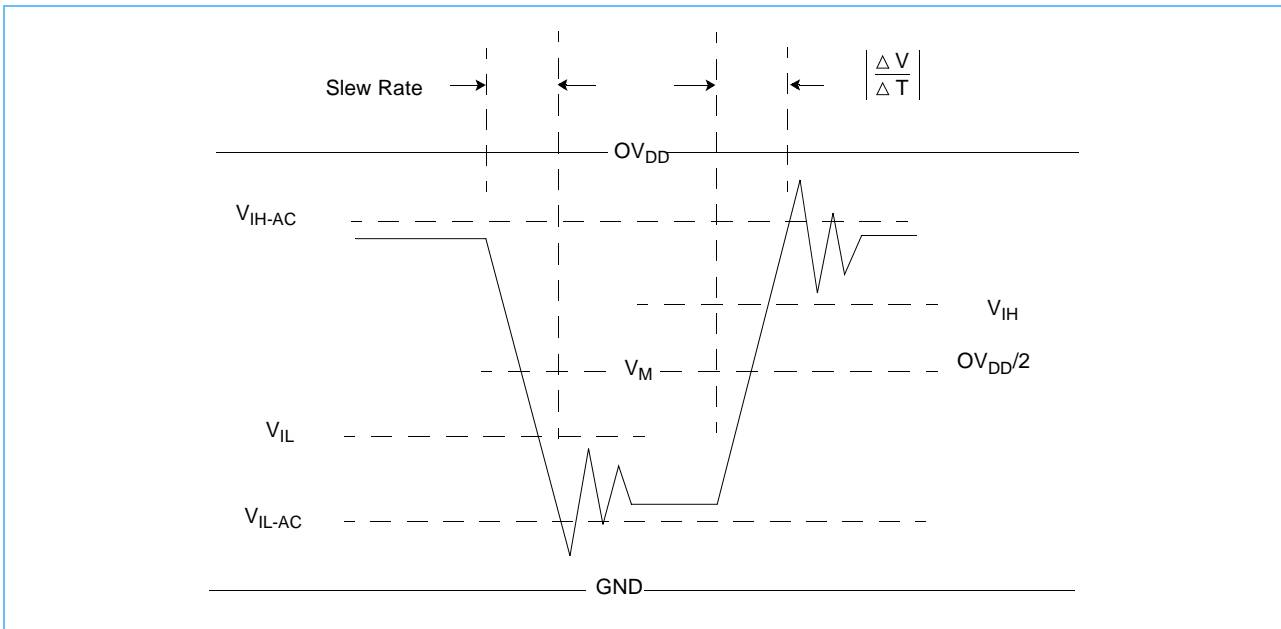 Slew Rate
△ V
△ T
OVDD
VIH-AC
VIH
VM
OVDD/2
VIL
VIL-AC
GND